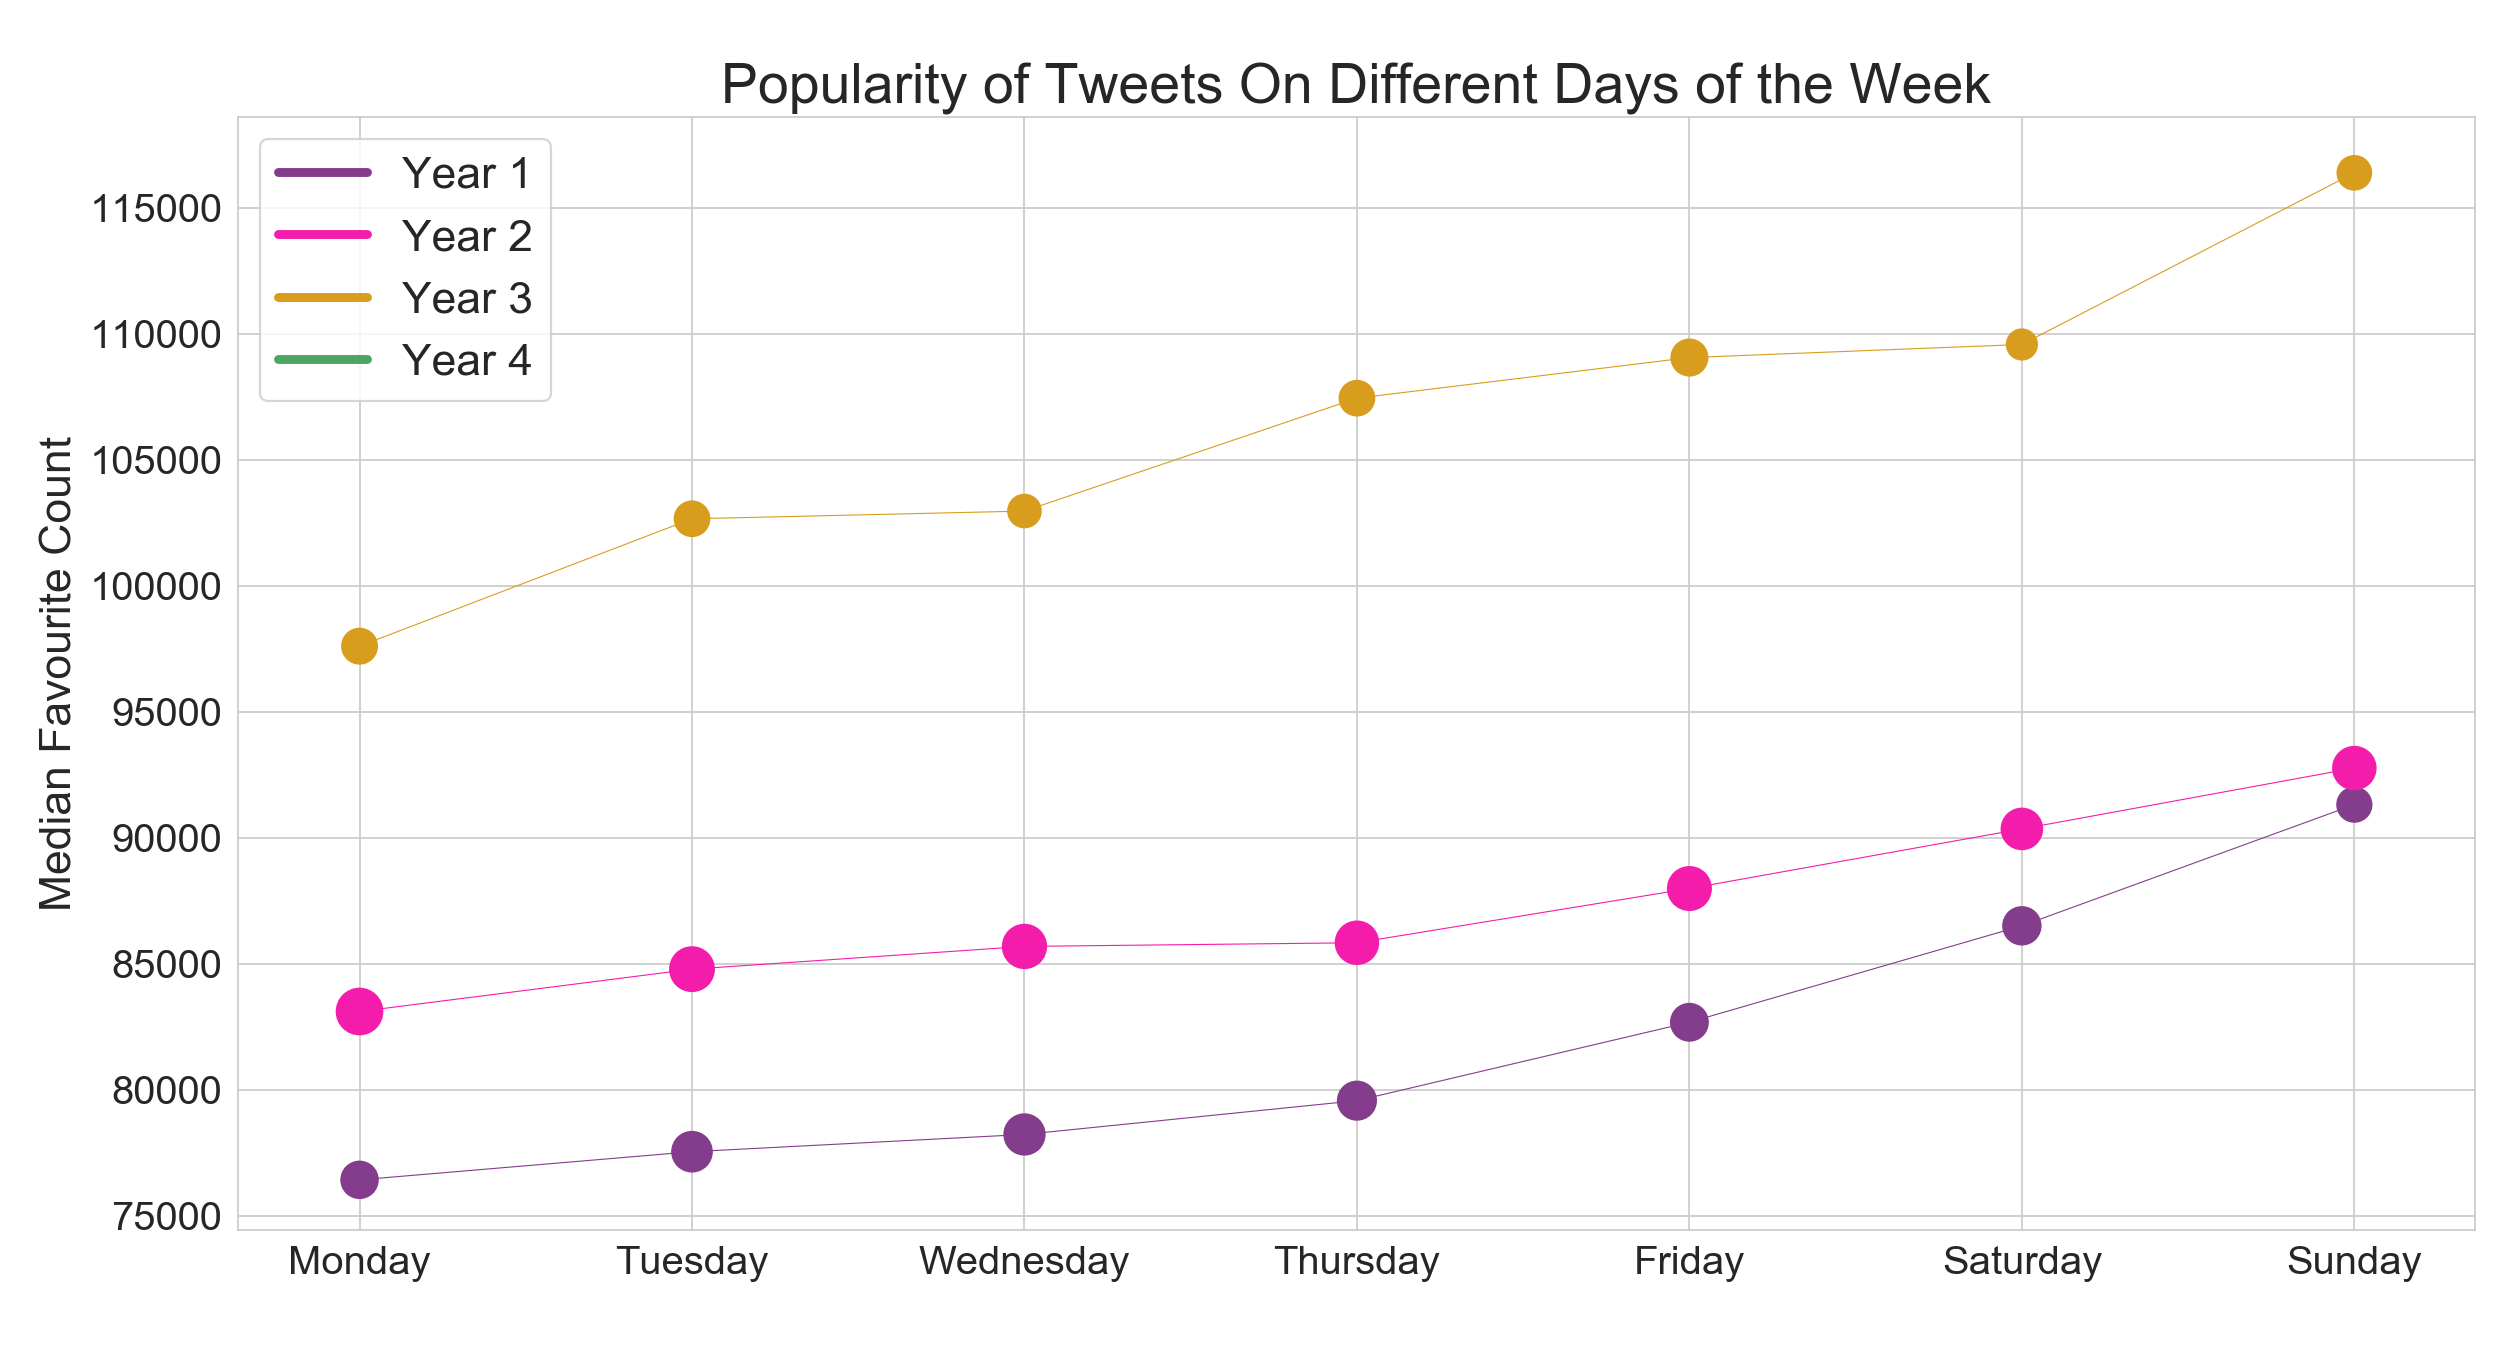 Popularity of Tweets On Different Days of the Week
Year 1
Year 2
Year 3
Year 4
Median Favourite Count
115000
110000
105000
100000
95000
90000
85000
80000
75000
Monday Tuesday Wednesday Thursday Friday Saturday Sunday